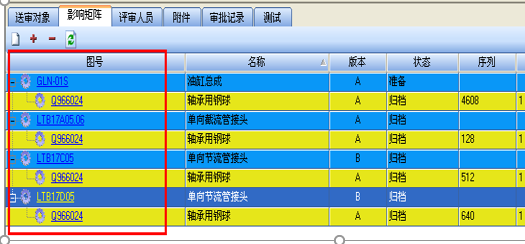 送审对象 影响矩阵 评审人员 附件 审批记录 测试
图号 名称 版本 状态 序列
GLN-01S 油缸总成 A 准备
Q966024 轴承用钢球 A 归档 4608 1
LTB17A05.06 单向截流管接头 A 归档
Q966024 轴承用钢球 A 归档 128 1
LTB17C05 单向节流管接头 B 归档
Q966024 轴承用钢球 A 归档 512 1
LTB17D05 单向节流管接头 B 归档
Q966024 轴承用钢球 A 归档 640 1